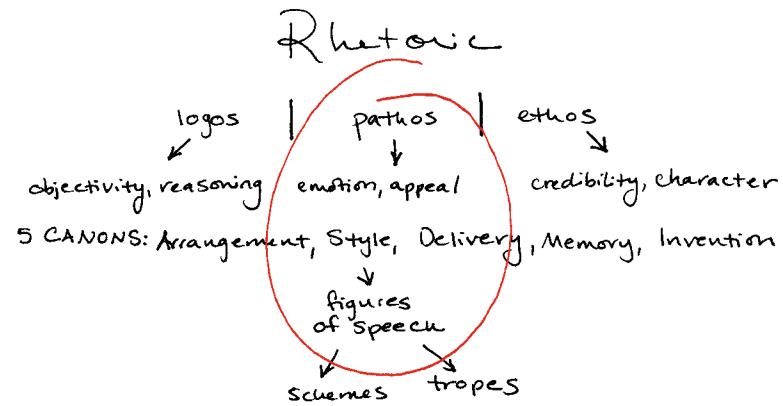 Rhetoric
logos | pathos | ethos
objectivity, reasoning emotion, appeal credibility, character
5 CANONS: Arrangement, Style, Delivery, Memory, Invention
figures
of speech
schemes tropes